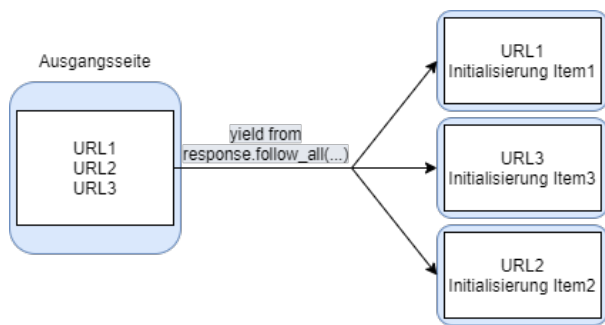 Ausgangsseite
URL1
URL2
URL3
yield from
response.follow_all(...)
URL1
Initialisierung Item1
URL3
Initialisierung Item3
URL2
Initialisierung Item2